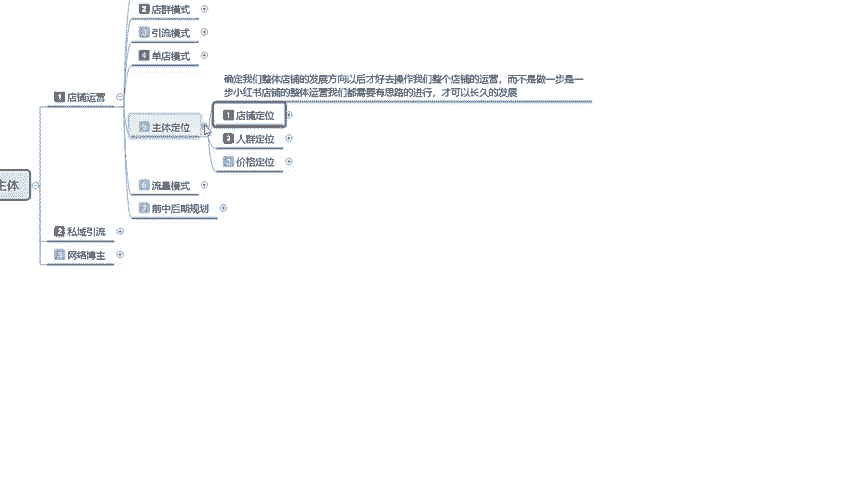 2 店群模式
3 引流模式
4 单店模式
确定我们整体店铺的发展方向以后才好去操作我们整个店铺的运营，而不是做一步是一
步小红书店铺的整体运营我们都需要有思路的进行，才可以长久的发展
1 店铺运营
1 店铺定位
5 主体定位
2 人群定位
3 价格定位
主体
6 流量模式
7 前中后期规划
2 私域引流
3 网络博主